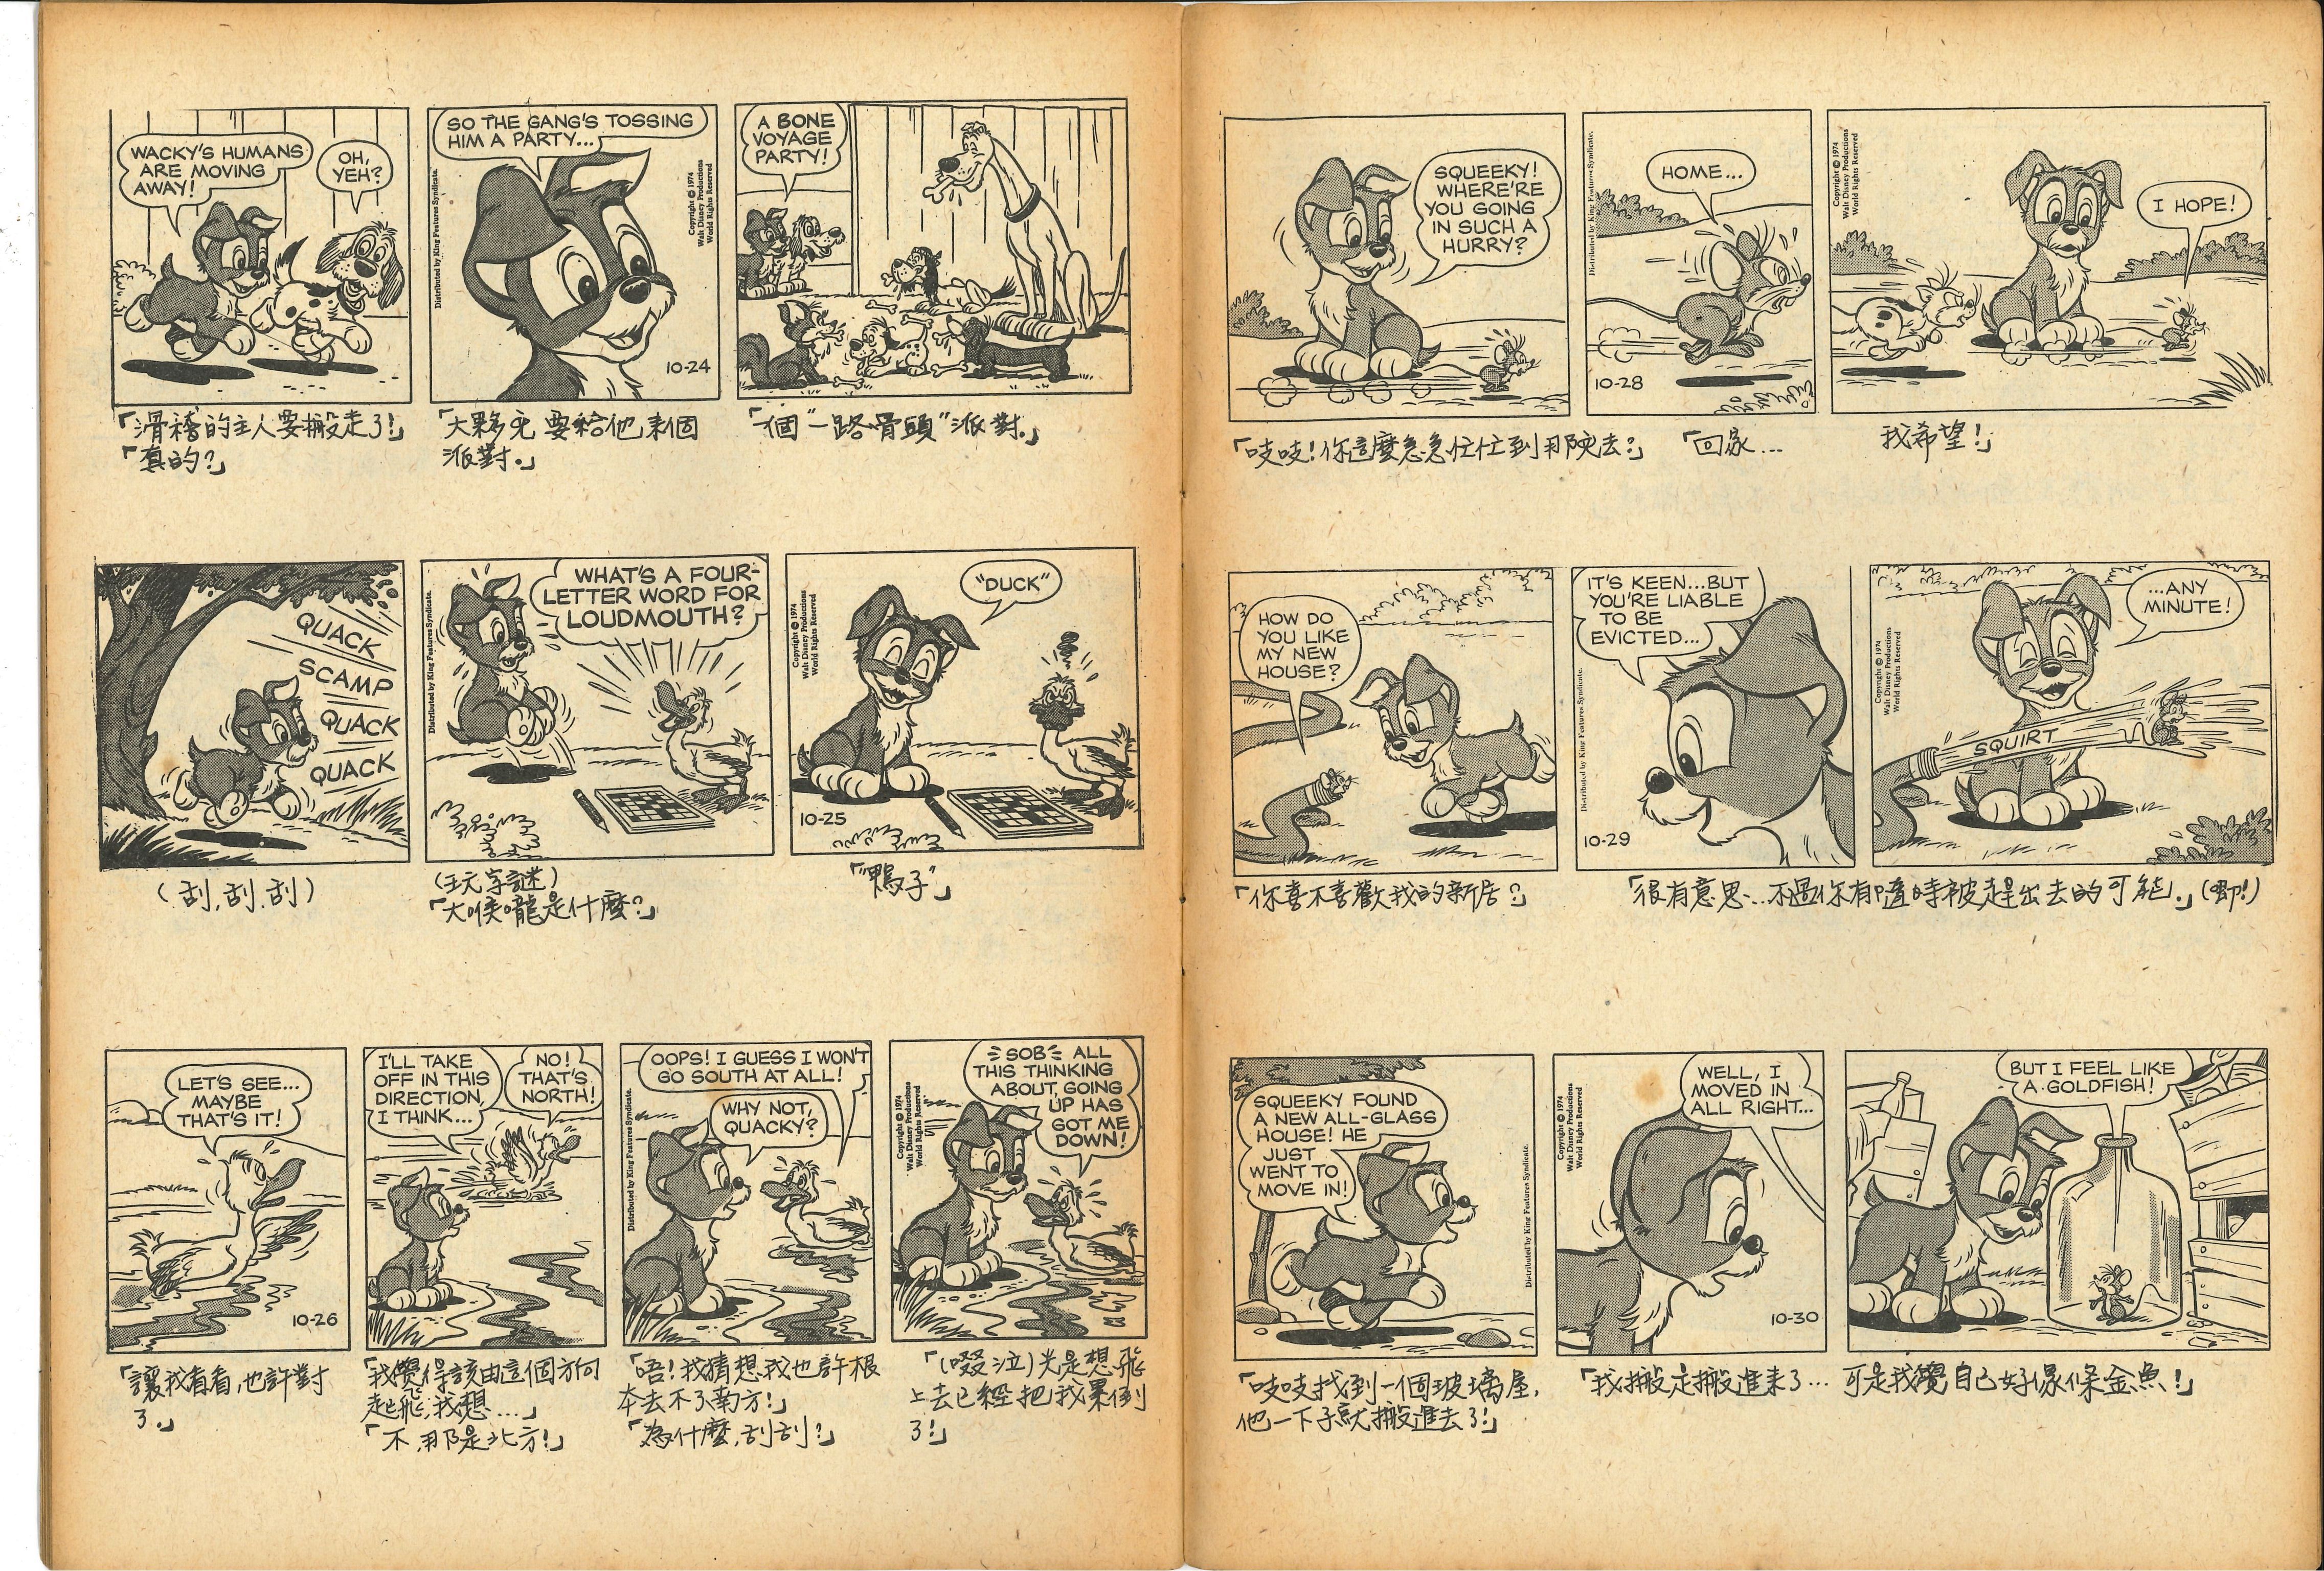 WACKY'S HUMANS
ARE MOVING
AWAY!
OH,
YEH?
SO THE GANG'S TOSSING
HIM A PARTY...
Distributed by King Features Syndicate.
Copyright © 1974
Walt Disney Productions
World Rights Reserved
10-24
A BONE
VOYAGE
PARTY!
「滑稽的主人要搬走了!」
「真的?」
「大夥兒要給他來個
派對.」
「一個"一路骨頭"派對.」
QUACK
SCAMP
QUACK
QUACK
Distributed by King Features Syndicate.
WHAT'S A FOUR-
LETTER WORD FOR
LOUDMOUTH?
Copyright © 1974
Walt Disney Productions
World Rights Reserved
"DUCK"
10-25
(刮,刮,刮)
(玩字謎)
「大喉嚨是什麼?」
「"鴨子"」
LET'S SEE...
MAYBE
THAT'S IT!
10-26
I'LL TAKE
OFF IN THIS
DIRECTION,
I THINK...
NO!
THAT'S
NORTH!
OOPS! I GUESS I WON'T
GO SOUTH AT ALL!
WHY NOT,
QUACKY?
Distributed by King Features Syndicate.
Copyright © 1974
Walt Disney Productions
World Rights Reserved
SOB ALL
THIS THINKING
ABOUT, GOING
UP HAS
GOT ME
DOWN!
「讓我看看,也許對
了.」
「我覺得該由這個方向
起飛,我想...」
「不,那是北方!」
「唔!我猜想我也許根
本去不了南方!」
「為什麼,刮刮?」
「(啜泣)光是想飛
上去已經把我累倒
了!」
SQUEEKY!
WHERE'RE
YOU GOING
IN SUCH A
HURRY?
Distributed by King Features Syndicate.
HOME...
10-28
Copyright © 1974
Walt Disney Productions
World Rights Reserved
I HOPE!
「吱吱!你這麼急急忙忙到那兒去?」
「回家...
我希望!」
HOW DO
YOU LIKE
MY NEW
HOUSE?
IT'S KEEN...BUT
YOU'RE LIABLE
TO BE
EVICTED...
Distributed by King Features Syndicate.
10-29
Copyright © 1974
Walt Disney Productions
World Rights Reserved
...ANY
MINUTE!
SQUIRT
「你喜不喜歡我的新居?」
「很有意思...不過你有隨時被趕出去的可能.」(唧!)
SQUEEKY FOUND
A NEW ALL-GLASS
HOUSE! HE
JUST
WENT TO
MOVE IN!
Distributed by King Features Syndicate.
Copyright © 1974
Walt Disney Productions
World Rights Reserved
WELL, I
MOVED IN
ALL RIGHT...
10-30
BUT I FEEL LIKE
A GOLDFISH!
「吱吱找到一個玻璃屋,
他一下子就搬進去了!」
「我搬是搬進來了...
可是我覺自己好像條金魚!」